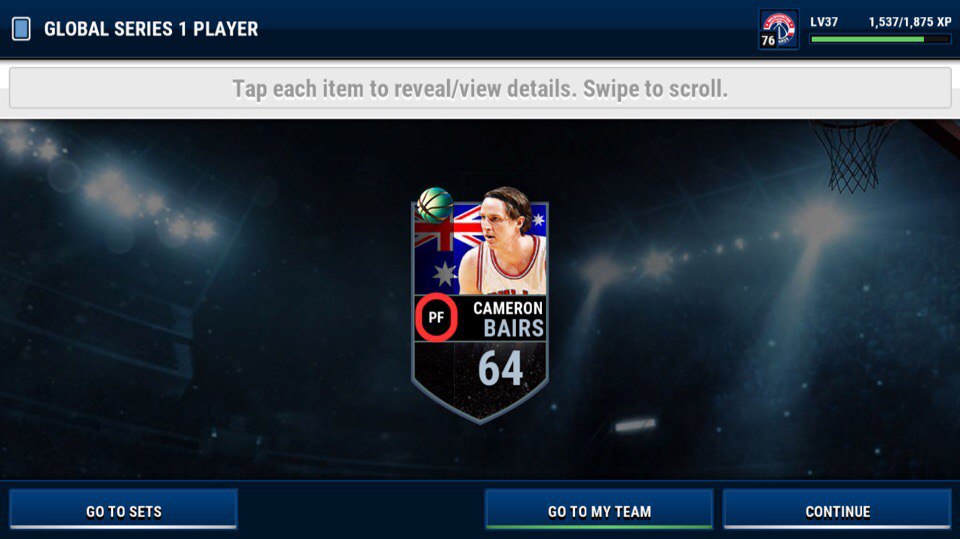 GLOBAL SERIES 1 PLAYER
LV37
1,537/1,875 XP
76
Tap each item to reveal/view details. Swipe to scroll.
PF
CAMERON
BAIRS
64
GO TO SETS
GO TO MY TEAM
CONTINUE